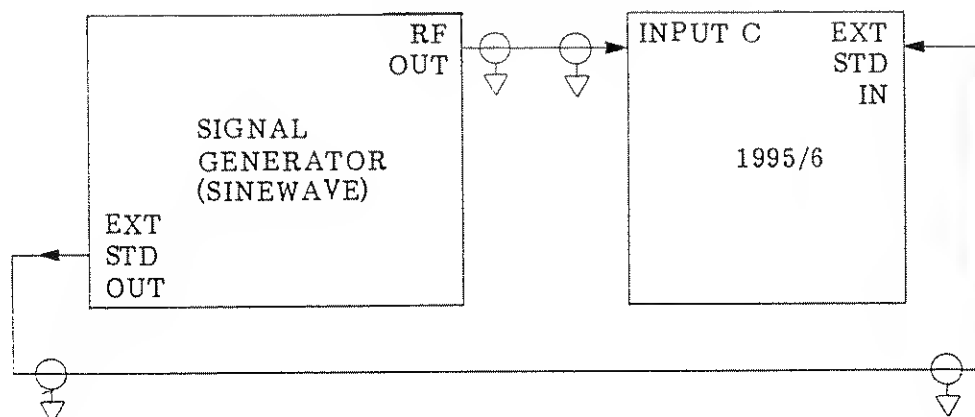 RF
OUT
SIGNAL
GENERATOR
(SINEWAVE)
EXT
STD
OUT
INPUT C
EXT
STD
IN
1995/6